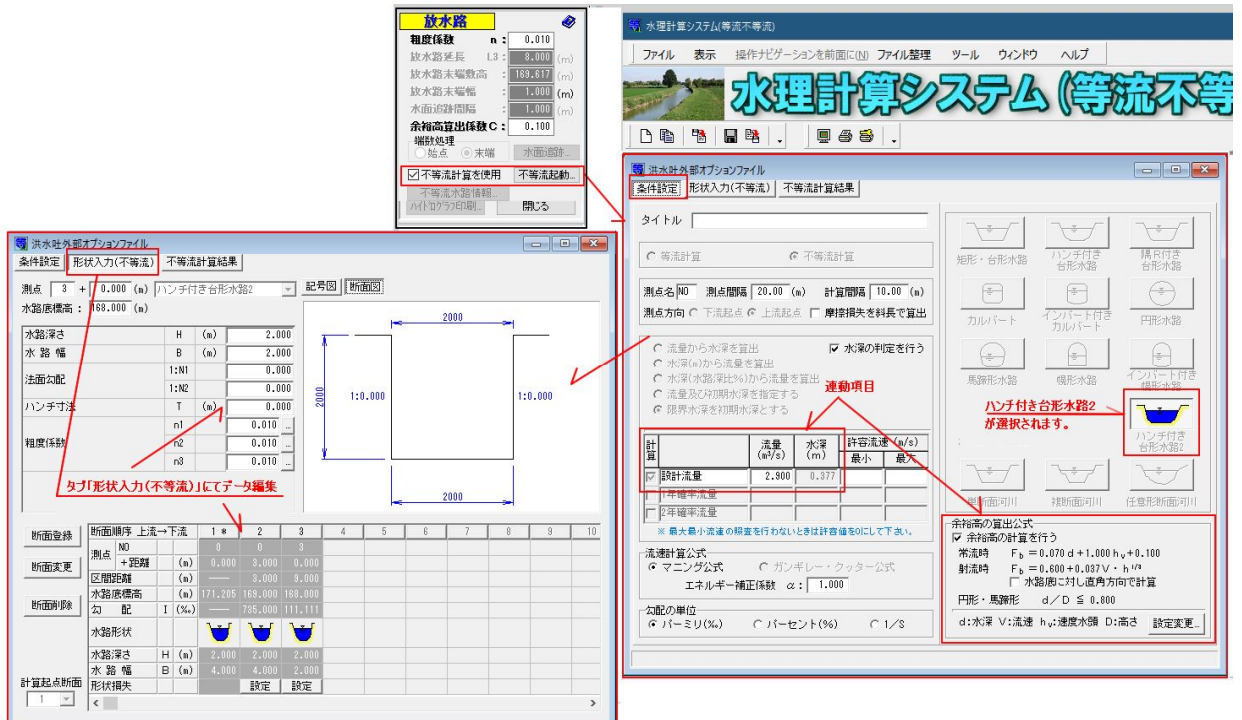 放水路
粗度係数 n : 0.010
放水路延長 L3 : 8.000 (m)
放水路末端敷高 : 169.617 (m)
放水路末端幅 : 1.000 (m)
水面追跡間隔 : 1.000 (m)
余裕高算出係数 C : 0.100
端数処理
始点 末端 水面追跡...
不等流計算を使用 不等流起動...
不等流水路情報...
ハイドログラフ印刷... 閉じる
水理計算システム(等流不等流)
ファイル 表示 操作ナビゲーションを前面に(N) ファイル整理 ツール ウィンドウ ヘルプ
水理計算システム (等流不等
洪水吐外部オプションファイル
条件設定 形状入力(不等流) 不等流計算結果
タイトル
等流計算 不等流計算
測点名 NO 測点間隔 20.00 (m) 計算間隔 10.00 (m)
測点方向 下流起点 上流起点 摩擦損失を斜長で算出
流量から水深を算出 水深の判定を行う
水深(m)から流量を算出
水深(水路深比%)から流量を算出
流量及び初期水深を指定する
限界水深を初期水深とする
連動項目
計算 流量 (m³/s) 水深 (m) 許容流速 (m/s)
最小 最大
設計流量 2.900 0.377
1年確率流量
2年確率流量
※ 最大最小流速の照査を行わないときは許容値を0にして下さい。
流速計算公式
マニング公式 ガンギレー・クッター公式
エネルギー補正係数 α : 1.000
勾配の単位
パーミリ(‰) パーセント(%) 1/S
矩形・台形水路 ハンチ付き台形水路 隅R付き台形水路
カルバート インバート付きカルバート 円形水路
馬蹄形水路 幌形水路 インバート付き幌形水路
ハンチ付き台形水路2
が選択されます。
ハンチ付き台形水路2
単断面河川 複断面河川 任意形断面河川
余裕高の算出公式
余裕高の計算を行う
常流時 Fb =0.070 d +1.000 hv +0.100
射流時 Fb =0.600 +0.037V・h 1/3
水路底に対し直角方向で計算
円形・馬蹄形 d/D ≦ 0.800
d:水深 V:流速 hv:速度水頭 D:高さ 設定変更...
洪水吐外部オプションファイル
条件設定 形状入力(不等流) 不等流計算結果
測点 3 + 0.000 (m) ハンチ付き台形水路2 記号図 断面図
水路底標高 : 168.000 (m)
水路深さ H (m) 2.000
水 路 幅 B (m) 2.000
法面勾配 1:N1 0.000
1:N2 0.000
ハンチ寸法 T (m) 0.000
粗度係数 n1 0.010 ...
n2 0.010 ...
n3 0.010 ...
2000
2000
1:0.000
1:0.000
2000
タブ「形状入力(不等流)」にてデータ編集
断面登録
断面変更
断面削除
断面順序 上流→下流 1 * 2 3 4 5 6 7 8 9 10
測点 NO 0 0 3
+距離 (m) 0.000 3.000 0.000
区間距離 (m) ―― 3.000 9.000
水路底標高 (m) 171.205 169.000 168.000
勾 配 I (‰) ―― 735.000 111.111
水路形状
水路深さ H (m) 2.000 2.000 2.000
水 路 幅 B (m) 4.000 4.000 2.000
形状損失 設定 設定
計算起点断面
1